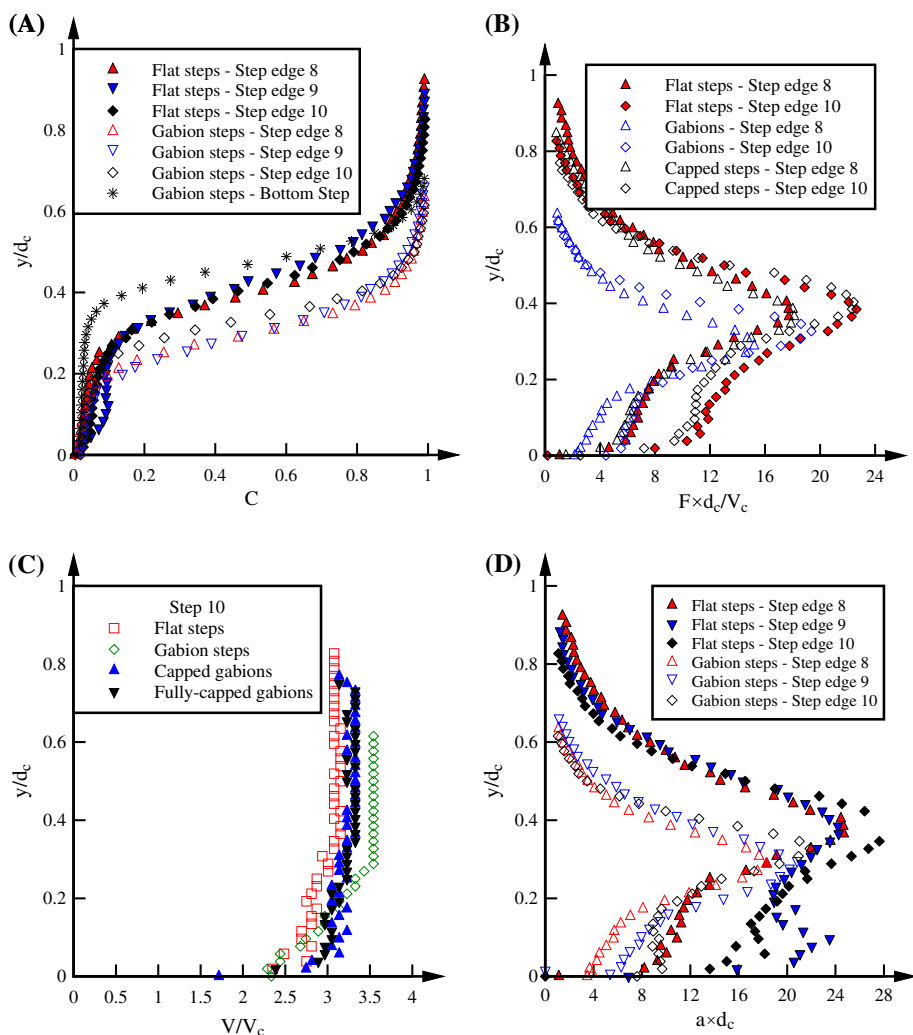 (A)
1
0.8
0.6
0.4
0.2
0
y/dc
Flat steps - Step edge 8
Flat steps - Step edge 9
Flat steps - Step edge 10
Gabion steps - Step edge 8
Gabion steps - Step edge 9
Gabion steps - Step edge 10
Gabion steps - Bottom Step
0 0.2 0.4 0.6 0.8 1
C
(B)
1
0.8
0.6
0.4
0.2
0
y/dc
Flat steps - Step edge 8
Flat steps - Step edge 10
Gabions - Step edge 8
Gabions - Step edge 10
Capped steps - Step edge 8
Capped steps - Step edge 10
0 4 8 12 16 20 24
F×dc/Vc
(C)
1
0.8
0.6
0.4
0.2
0
y/dc
Step 10
Flat steps
Gabion steps
Capped gabions
Fully-capped gabions
0 0.5 1 1.5 2 2.5 3 3.5 4
V/Vc
(D)
1
0.8
0.6
0.4
0.2
0
y/dc
Flat steps - Step edge 8
Flat steps - Step edge 9
Flat steps - Step edge 10
Gabion steps - Step edge 8
Gabion steps - Step edge 9
Gabion steps - Step edge 10
0 4 8 12 16 20 24 28
a×dc